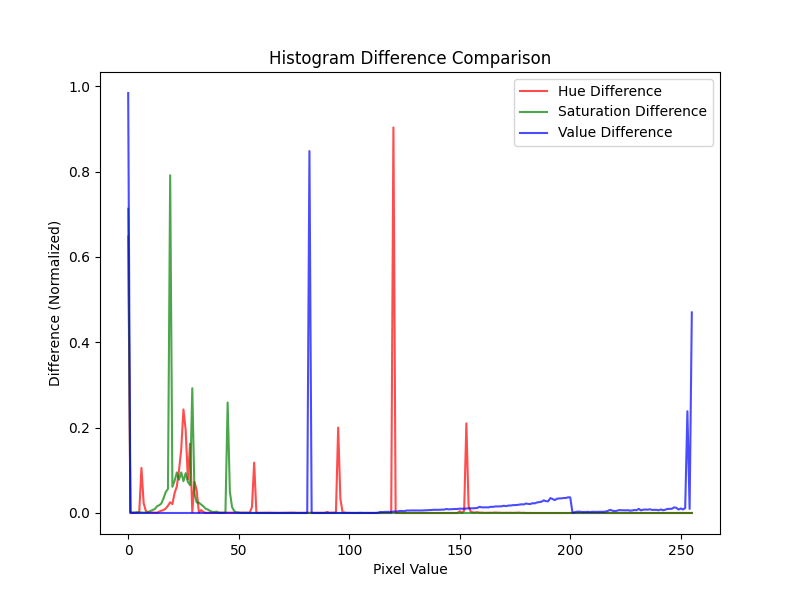 Histogram Difference Comparison
Hue Difference
Saturation Difference
Value Difference
Difference (Normalized)
1.0
0.8
0.6
0.4
0.2
0.0
0
50
100
150
200
250
Pixel Value